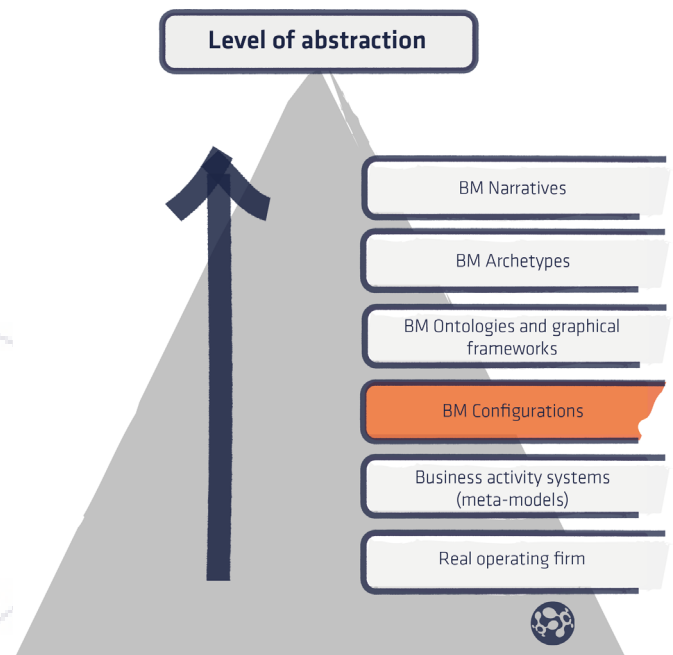 Level of abstraction
BM Narratives
BM Archetypes
BM Ontologies and graphical
frameworks
BM Configurations
Business activity systems
(meta-models)
Real operating firm